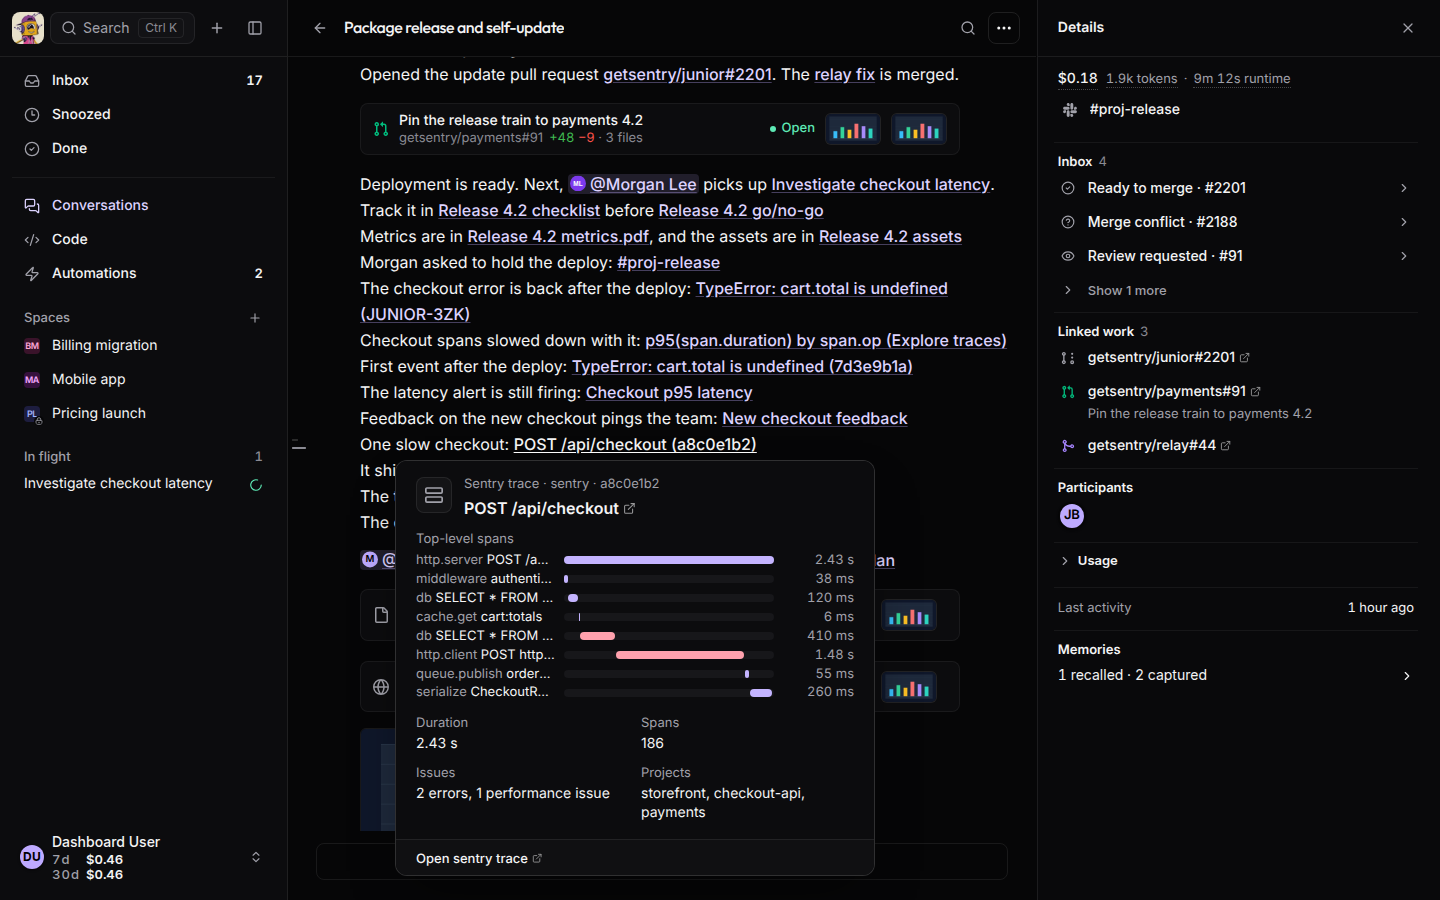 Search Ctrl K
Inbox 17
Snoozed
Done
Conversations
Code
Automations 2
Spaces
BM Billing migration
MA Mobile app
PL Pricing launch
In flight 1
Investigate checkout latency
DU Dashboard User
7d $0.46
30d $0.46
Package release and self-update
Opened the update pull request getsentry/junior#2201. The relay fix is merged.
Pin the release train to payments 4.2
getsentry/payments#91 +48 −9 · 3 files
Open
Deployment is ready. Next, ML @Morgan Lee picks up Investigate checkout latency.
Track it in Release 4.2 checklist before Release 4.2 go/no-go
Metrics are in Release 4.2 metrics.pdf, and the assets are in Release 4.2 assets
Morgan asked to hold the deploy: #proj-release
The checkout error is back after the deploy: TypeError: cart.total is undefined
(JUNIOR-3ZK)
Checkout spans slowed down with it: p95(span.duration) by span.op (Explore traces)
First event after the deploy: TypeError: cart.total is undefined (7d3e9b1a)
The latency alert is still firing: Checkout p95 latency
Feedback on the new checkout pings the team: New checkout feedback
One slow checkout: POST /api/checkout (a8c0e1b2)
It shi
The
The
M @
lan
Sentry trace · sentry · a8c0e1b2
POST /api/checkout
Top-level spans
http.server POST /a... 2.43 s
middleware authenti... 38 ms
db SELECT * FROM ... 120 ms
cache.get cart:totals 6 ms
db SELECT * FROM ... 410 ms
http.client POST http... 1.48 s
queue.publish order... 55 ms
serialize CheckoutR... 260 ms
Duration Spans
2.43 s 186
Issues Projects
2 errors, 1 performance issue storefront, checkout-api,
payments
Open sentry trace
Details
$0.18 1.9k tokens · 9m 12s runtime
#proj-release
Inbox 4
Ready to merge · #2201
Merge conflict · #2188
Review requested · #91
Show 1 more
Linked work 3
getsentry/junior#2201
getsentry/payments#91
Pin the release train to payments 4.2
getsentry/relay#44
Participants
JB
Usage
Last activity 1 hour ago
Memories
1 recalled · 2 captured